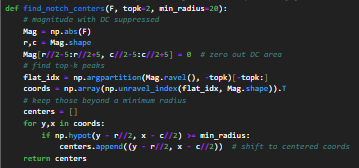 def find_notch_centers(F, topk=2, min_radius=20):
    # magnitude with DC suppressed
    Mag = np.abs(F)
    r,c = Mag.shape
    Mag[r//2-5:r//2+5, c//2-5:c//2+5] = 0  # zero out DC area
    # find top-k peaks
    flat_idx = np.argpartition(Mag.ravel(), -topk)[-topk:]
    coords = np.array(np.unravel_index(flat_idx, Mag.shape)).T
    # keep those beyond a minimum radius
    centers = []
    for y,x in coords:
        if np.hypot(y - r//2, x - c//2) >= min_radius:
            centers.append((y - r//2, x - c//2))  # shift to centered coords
    return centers